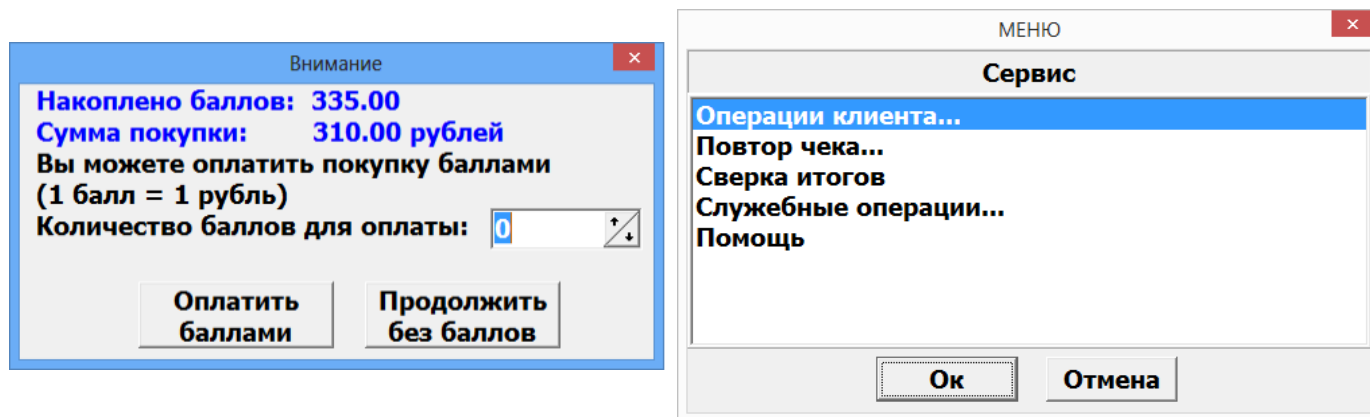 Внимание
Накоплено баллов: 335.00
Сумма покупки: 310.00 рублей
Вы можете оплатить покупку баллами
(1 балл = 1 рубль)
Количество баллов для оплаты: 0
Оплатить
баллами
Продолжить
без баллов
МЕНЮ
Сервис
Операции клиента...
Повтор чека...
Сверка итогов
Служебные операции...
Помощь
Ок
Отмена